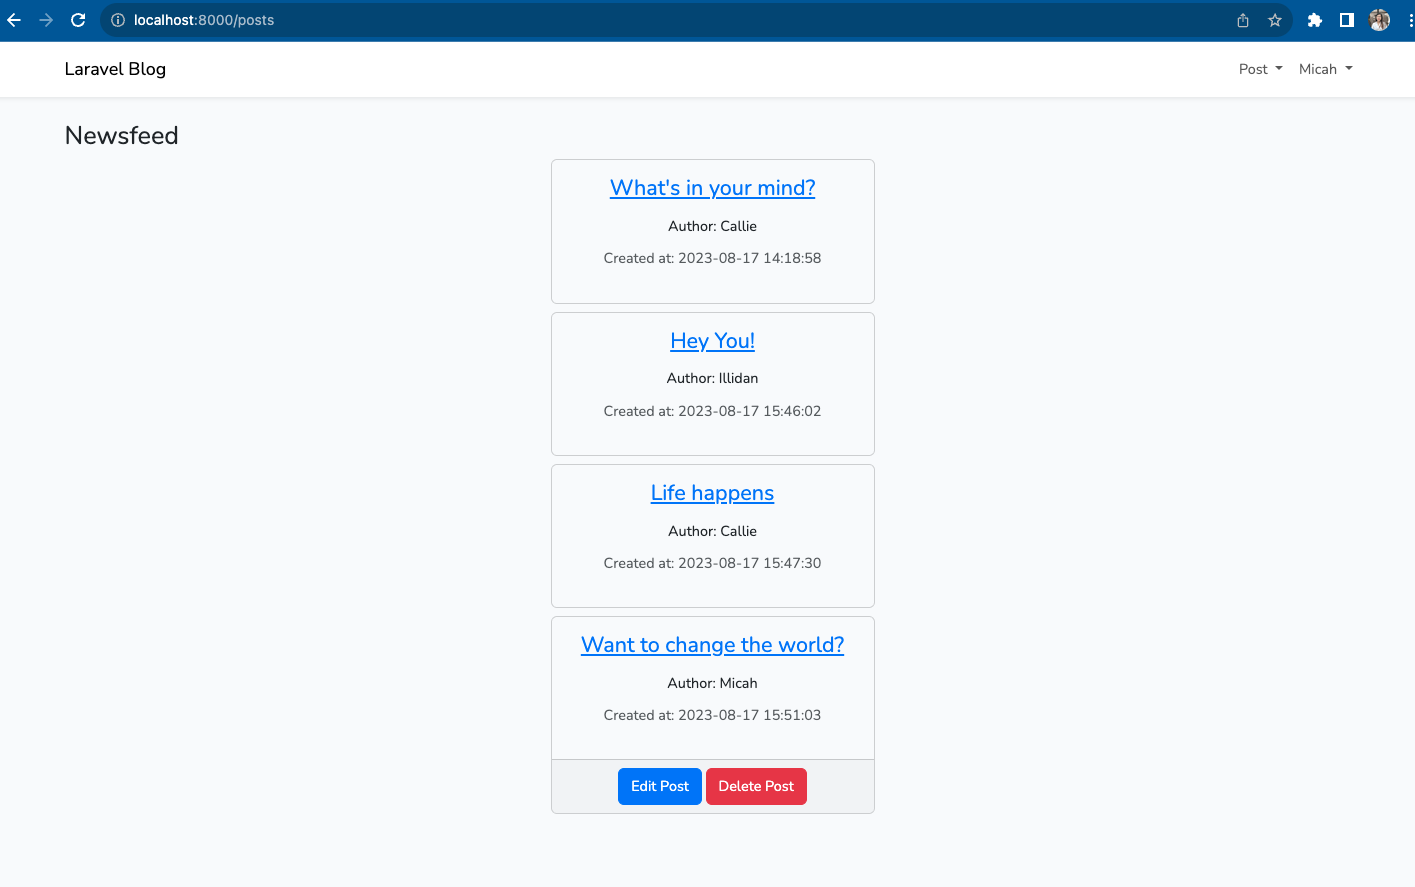 localhost:8000/posts
Laravel Blog
Post Micah
Newsfeed
What's in your mind?
Author: Callie
Created at: 2023-08-17 14:18:58
Hey You!
Author: Illidan
Created at: 2023-08-17 15:46:02
Life happens
Author: Callie
Created at: 2023-08-17 15:47:30
Want to change the world?
Author: Micah
Created at: 2023-08-17 15:51:03
Edit Post Delete Post